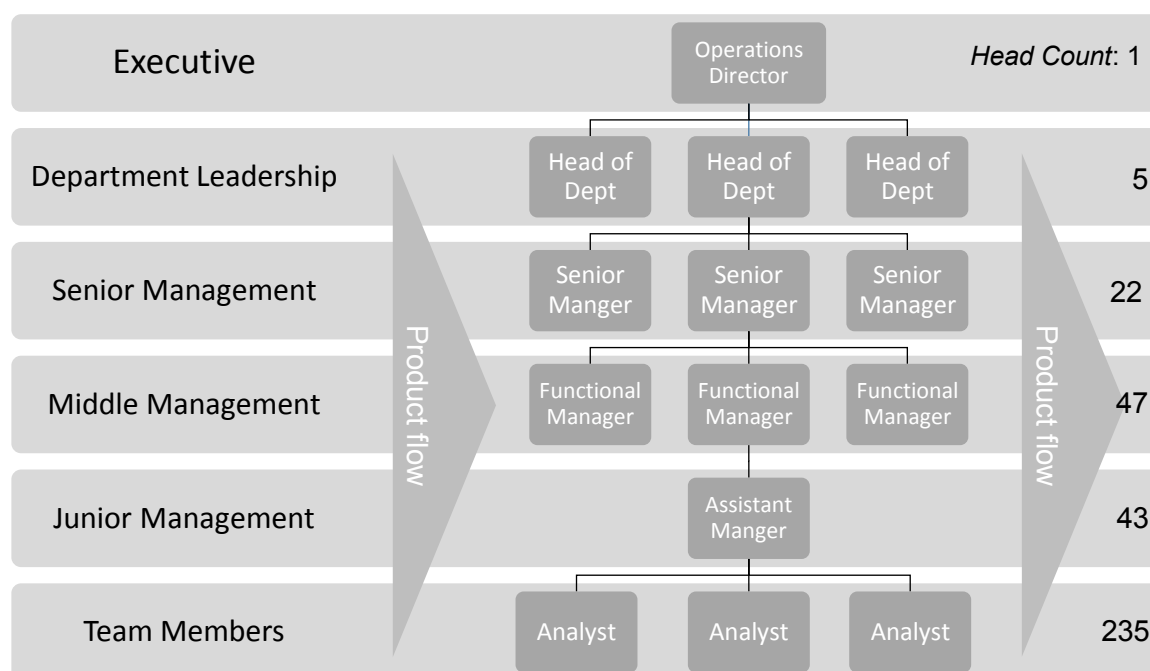 Executive
Operations
Director
Head Count: 1
Department Leadership
Head of
Dept
Head of
Dept
Head of
Dept
5
Senior Management
Senior
Manger
Senior
Manager
Senior
Manager
22
Product flow
Product flow
Middle Management
Functional
Manager
Functional
Manager
Functional
Manager
47
Junior Management
Assistant
Manger
43
Team Members
Analyst
Analyst
Analyst
235